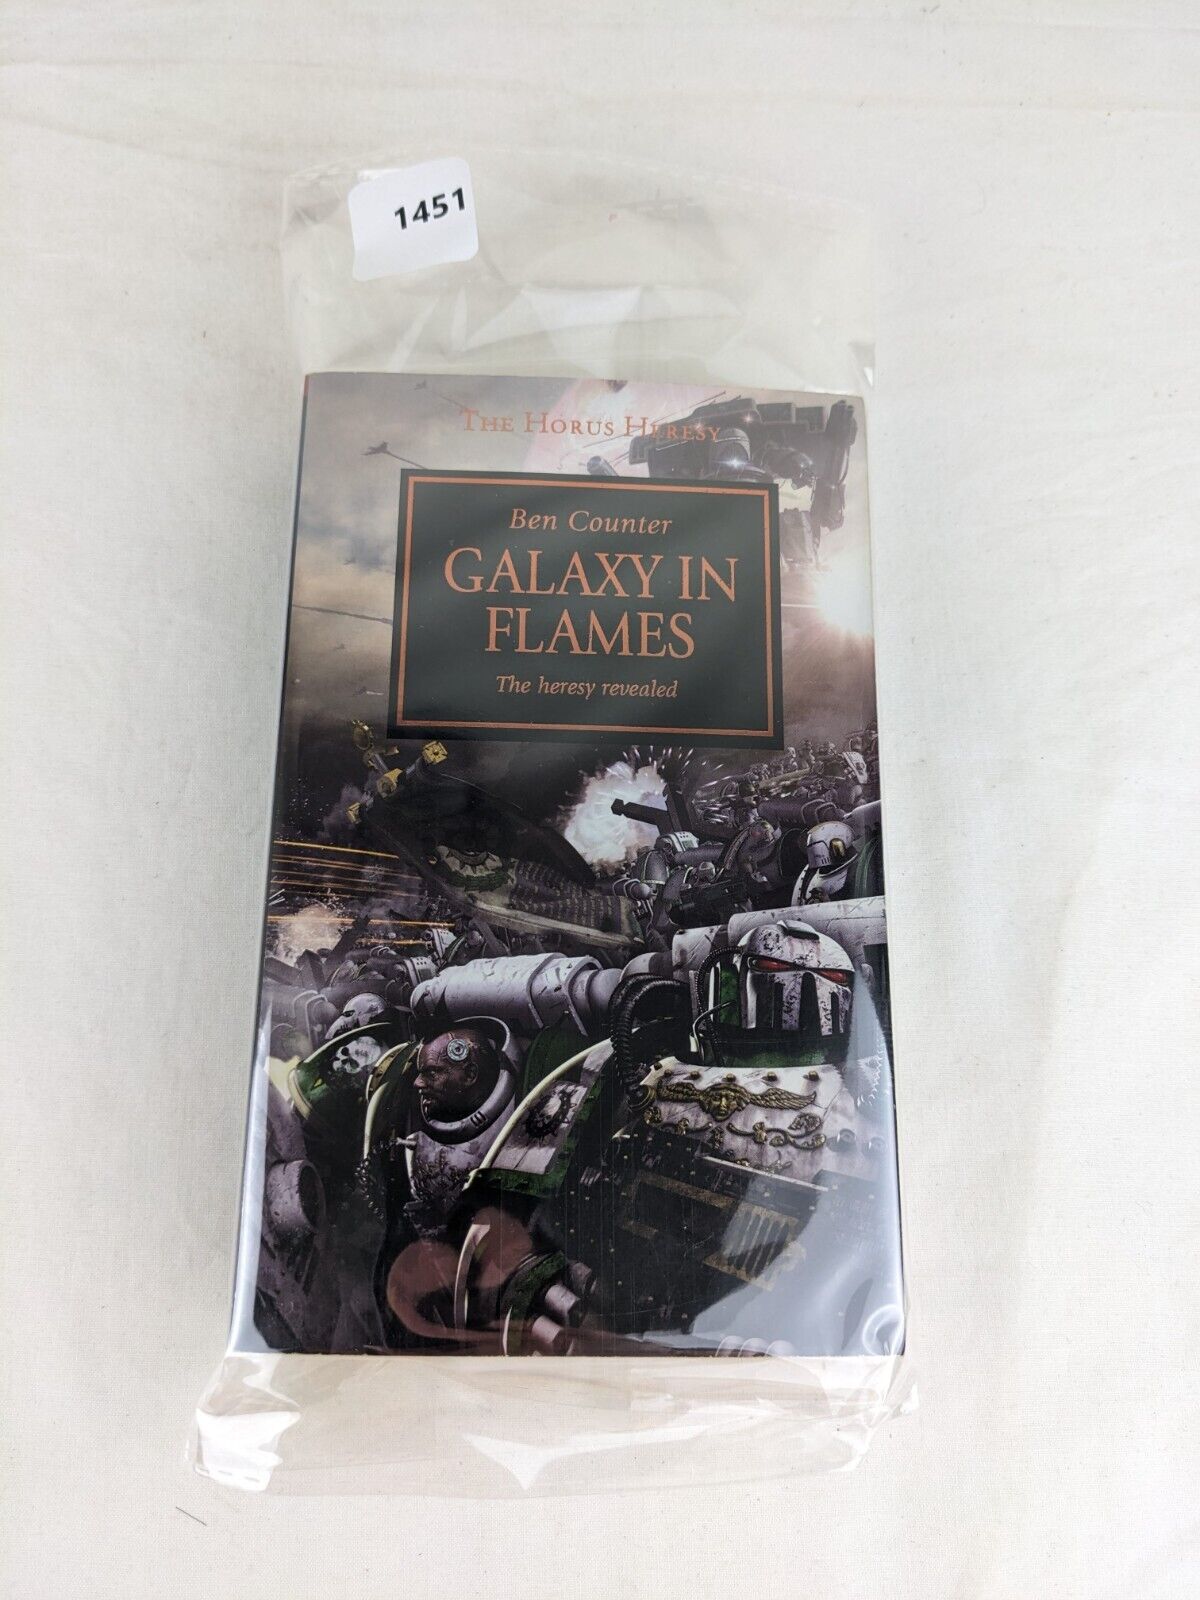 1451
THE HORUS HERESY
Ben Counter
GALAXY IN
FLAMES
The heresy revealed